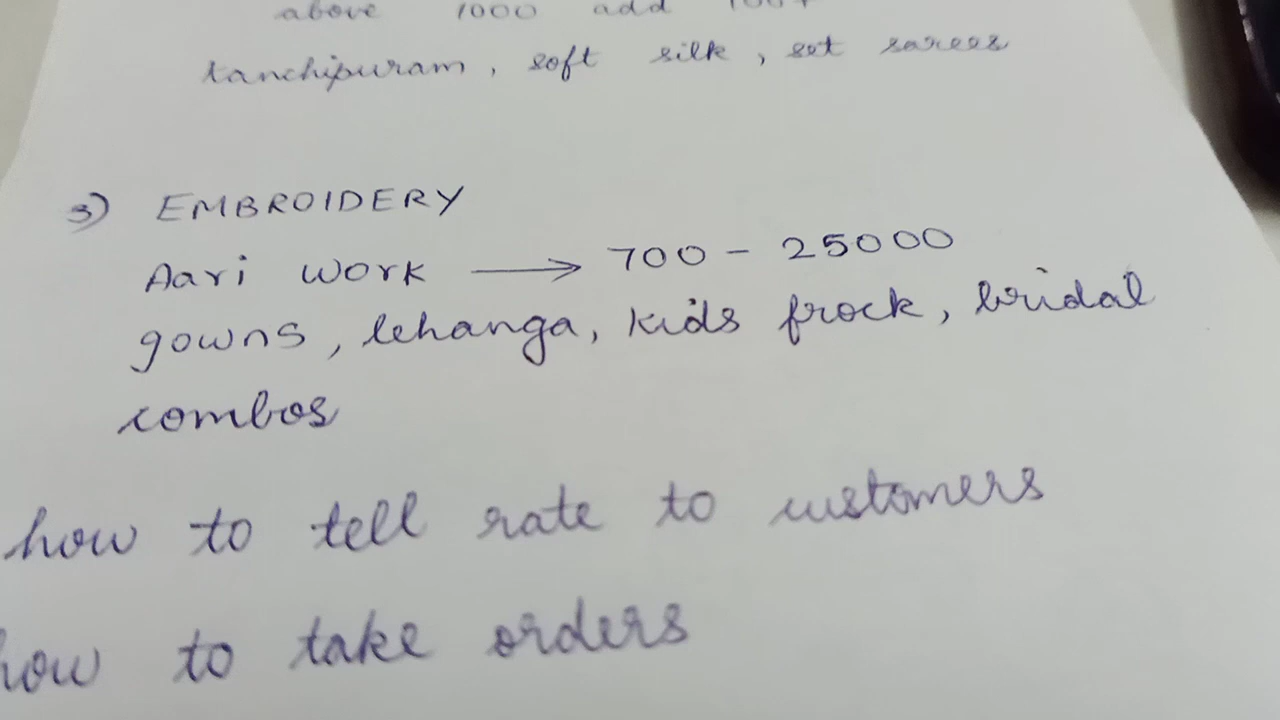 above 1000 add 100+
kanchipuram, soft silk, set sarees
3) EMBROIDERY
Aari work → 700 - 25000
gowns, lehanga, kids frock, bridal
combos
how to tell rate to customers
how to take orders